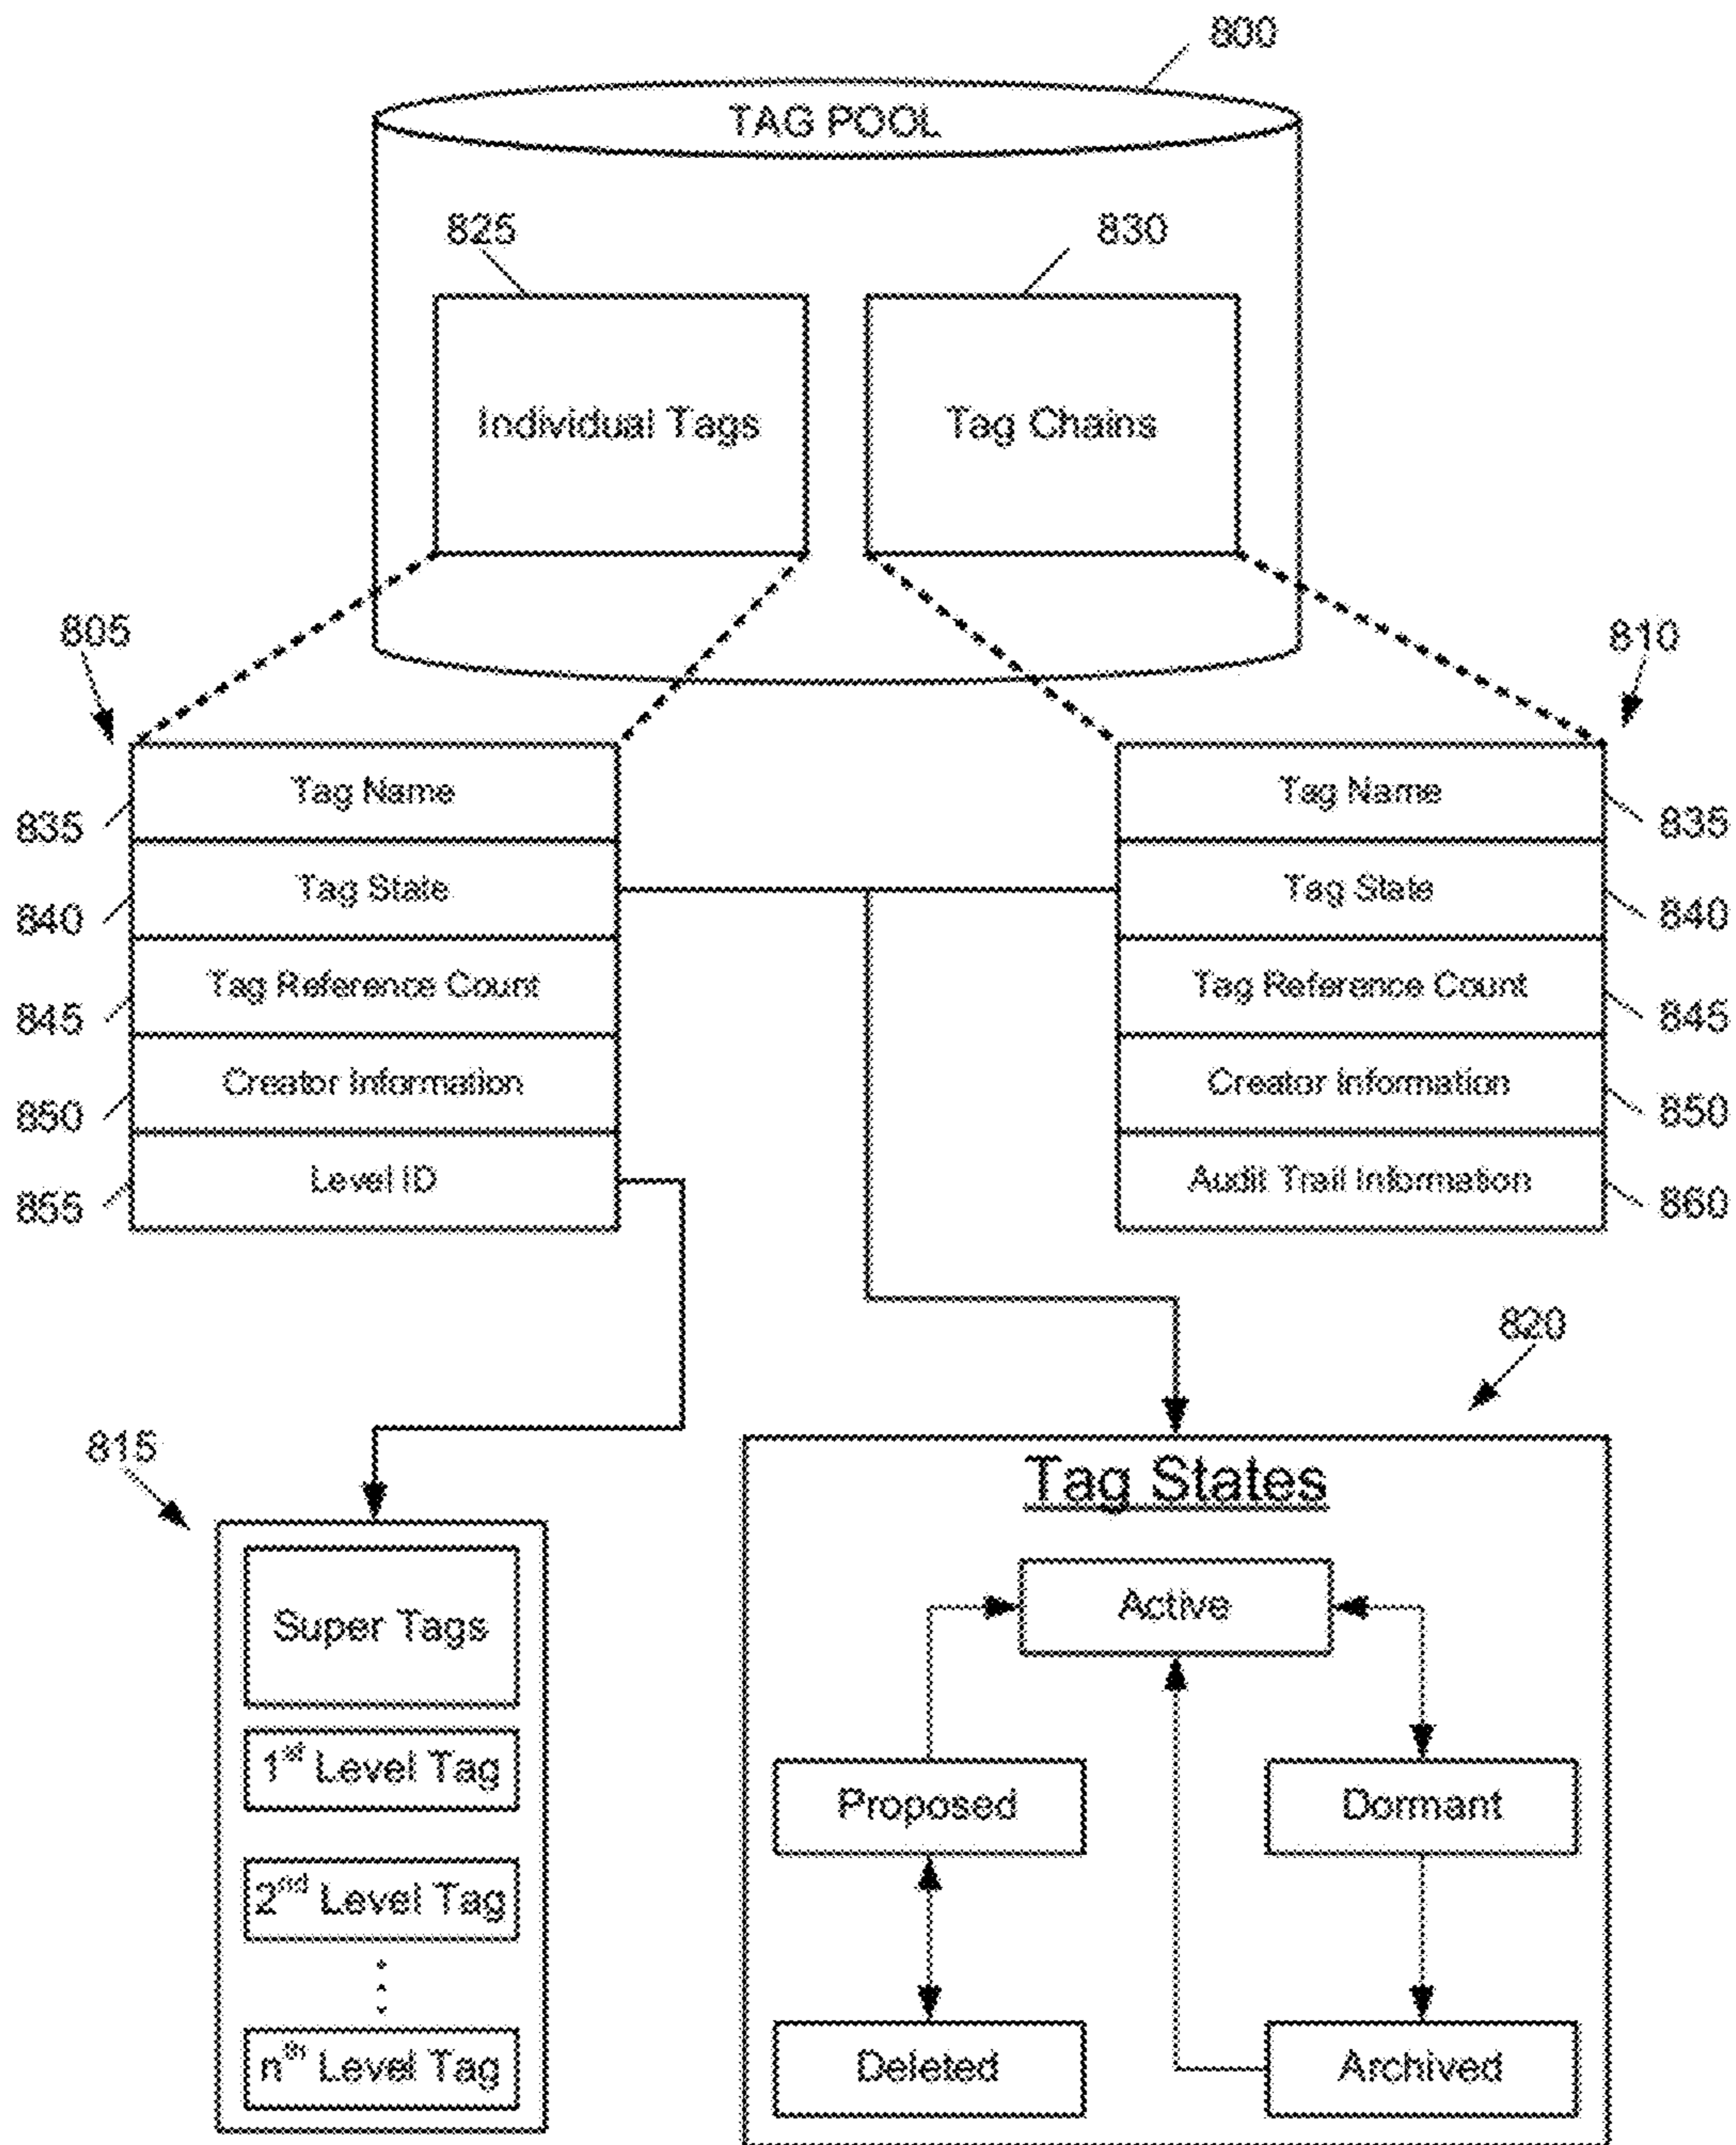 800
TAG POOL
825
830
Individual Tags
Tag Chains
805
810
Tag Name
Tag Name
835
835
Tag State
Tag State
840
840
Tag Reference Count
Tag Reference Count
845
845
Creator Information
Creator Information
850
850
Level ID
Audit Trail Information
855
860
820
815
Tag States
Super Tags
Active
1st Level Tag
Proposed
Dormant
2nd Level Tag
nth Level Tag
Deleted
Archived